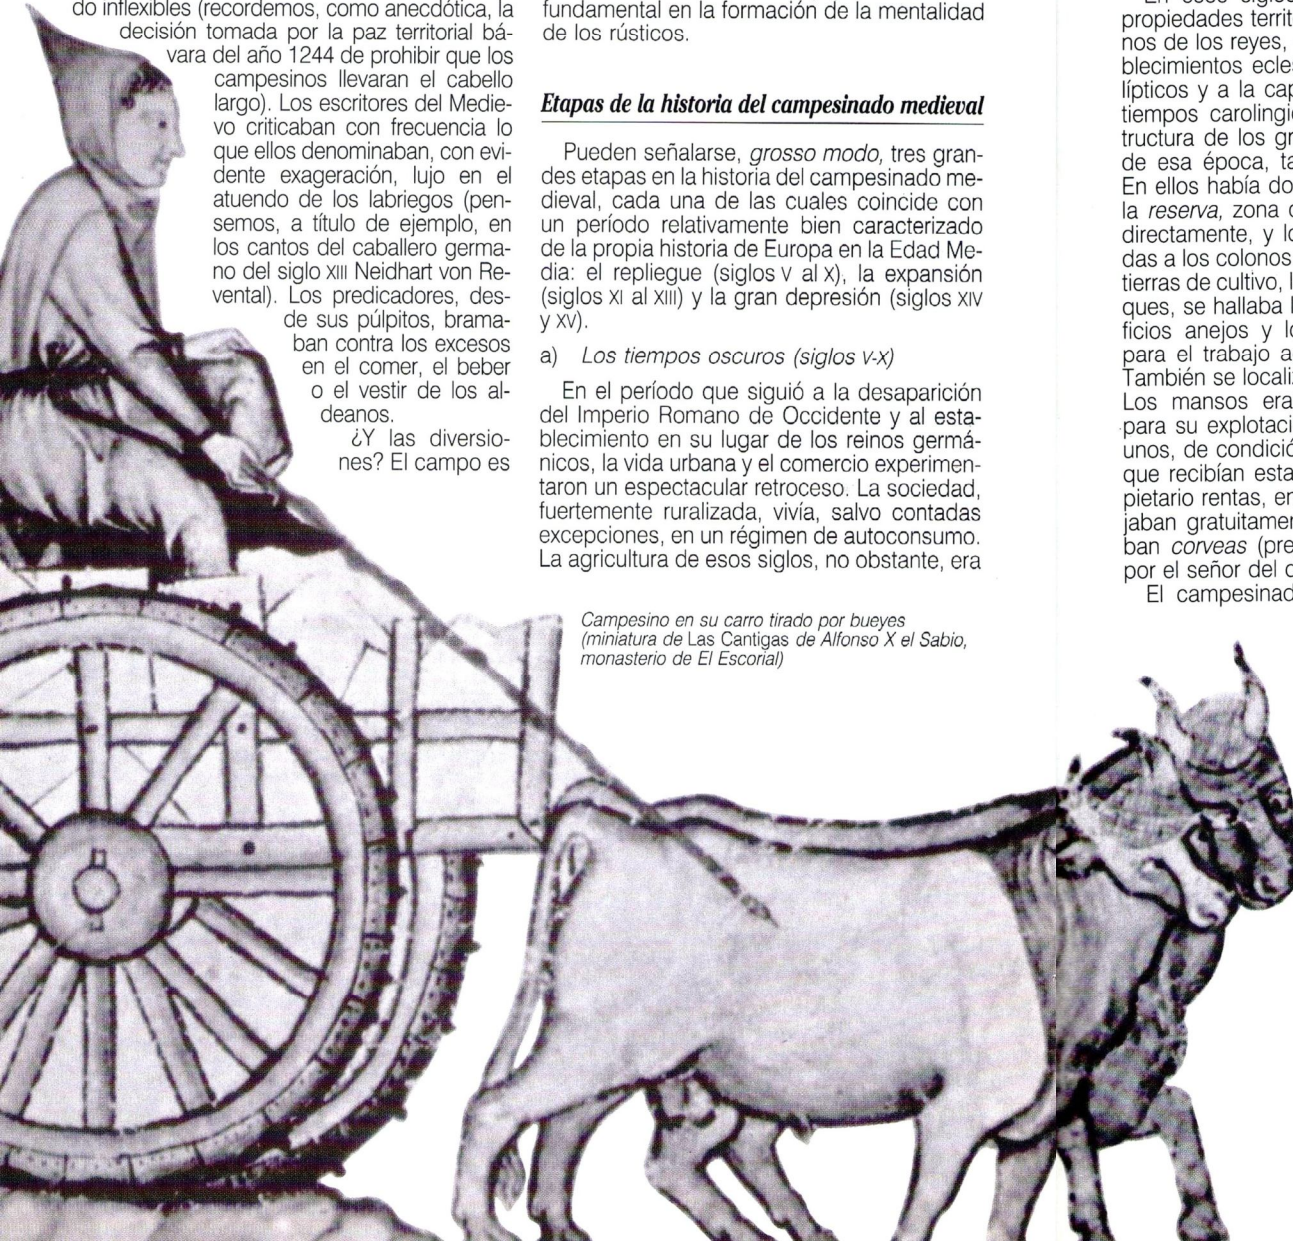 do inflexibles (recordemos, como anecdótica, la
decisión tomada por la paz territorial bá-
vara del año 1244 de prohibir que los
campesinos llevaran el cabello
largo). Los escritores del Medie-
vo criticaban con frecuencia lo
que ellos denominaban, con evi-
dente exageración, lujo en el
atuendo de los labriegos (pen-
semos, a título de ejemplo, en
los cantos del caballero germa-
no del siglo XIII Neidhart von Re-
vental). Los predicadores, des-
de sus púlpitos, brama-
ban contra los excesos
en el comer, el beber
o el vestir de los al-
deanos.
¿Y las diversio-
nes? El campo es
fundamental en la formación de la mentalidad
de los rústicos.
Etapas de la historia del campesinado medieval
Pueden señalarse, grosso modo, tres gran-
des etapas en la historia del campesinado me-
dieval, cada una de las cuales coincide con
un período relativamente bien caracterizado
de la propia historia de Europa en la Edad Me-
dia: el repliegue (siglos V al X), la expansión
(siglos XI al XIII) y la gran depresión (siglos XIV
y XV).
a) Los tiempos oscuros (siglos V-X)
En el período que siguió a la desaparición
del Imperio Romano de Occidente y al esta-
blecimiento en su lugar de los reinos germá-
nicos, la vida urbana y el comercio experimen-
taron un espectacular retroceso. La sociedad,
fuertemente ruralizada, vivía, salvo contadas
excepciones, en un régimen de autoconsumo.
La agricultura de esos siglos, no obstante, era
Campesino en su carro tirado por bueyes
(miniatura de Las Cantigas de Alfonso X el Sabio,
monasterio de El Escorial)
propiedades territ
nos de los reyes,
blecimientos ecle
lípticos y a la cap
tiempos carolingi
tructura de los gr
de esa época, ta
En ellos había do
la reserva, zona
directamente, y lo
das a los colonos
tierras de cultivo, l
ques, se hallaba l
ficios anejos y lo
para el trabajo a
También se locali
Los mansos era
para su explotaci
unos, de condició
que recibían esta
pietario rentas, en
jaban gratuitamen
ban corveas (pre
por el señor del
El campesinad